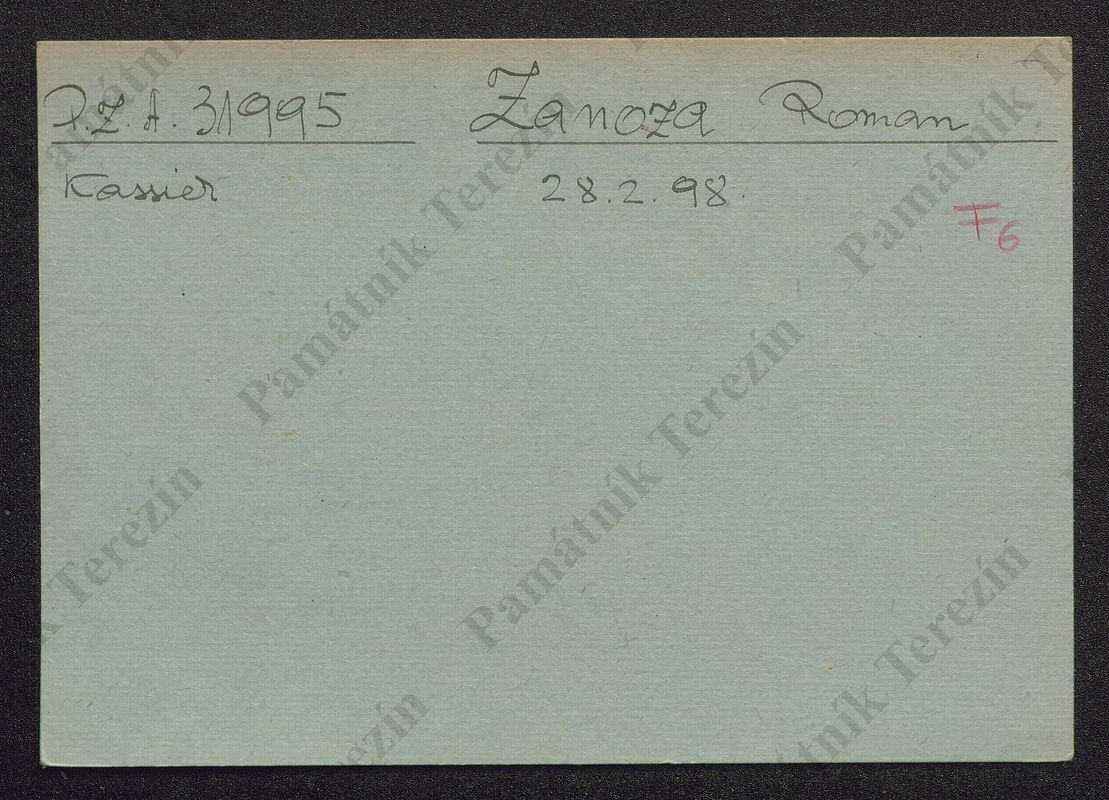 P.Z.A. 31995 Zanoza Roman
Kassier 28.2.98.
F6
Památník Terezín